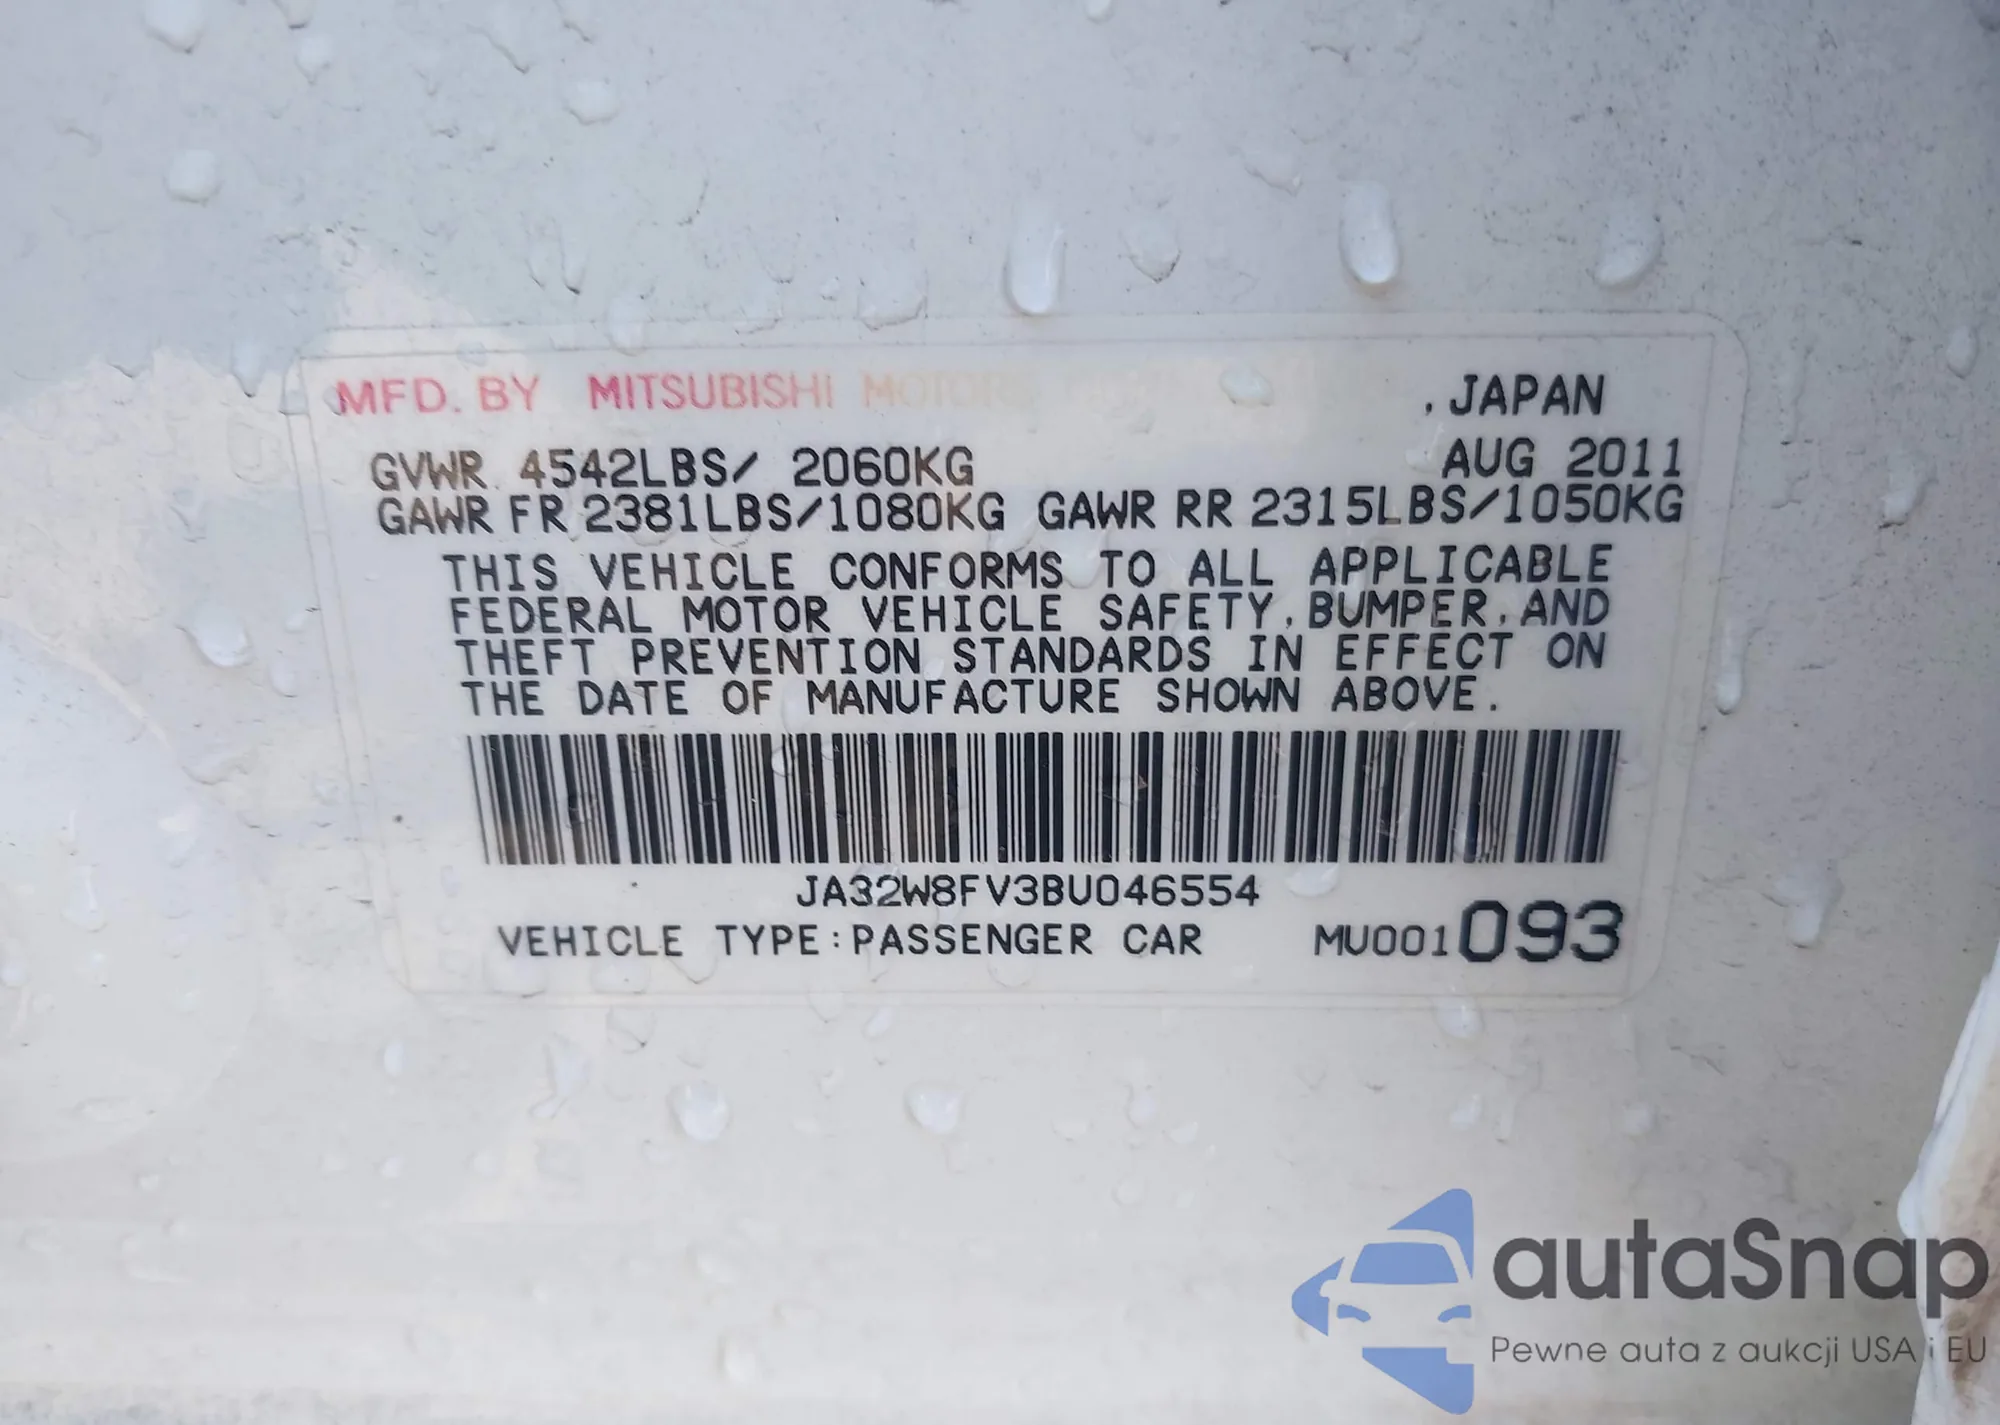 MFD. BY MITSUBISHI MOTORS , JAPAN
GVWR 4542LBS/ 2060KG AUG 2011
GAWR FR 2381LBS/1080KG GAWR RR 2315LBS/1050KG
THIS VEHICLE CONFORMS TO ALL APPLICABLE
FEDERAL MOTOR VEHICLE SAFETY, BUMPER, AND
THEFT PREVENTION STANDARDS IN EFFECT ON
THE DATE OF MANUFACTURE SHOWN ABOVE.
JA32W8FV3BU046554
VEHICLE TYPE:PASSENGER CAR MU001093
autaSnap
Pewne auta z aukcji USA i EU